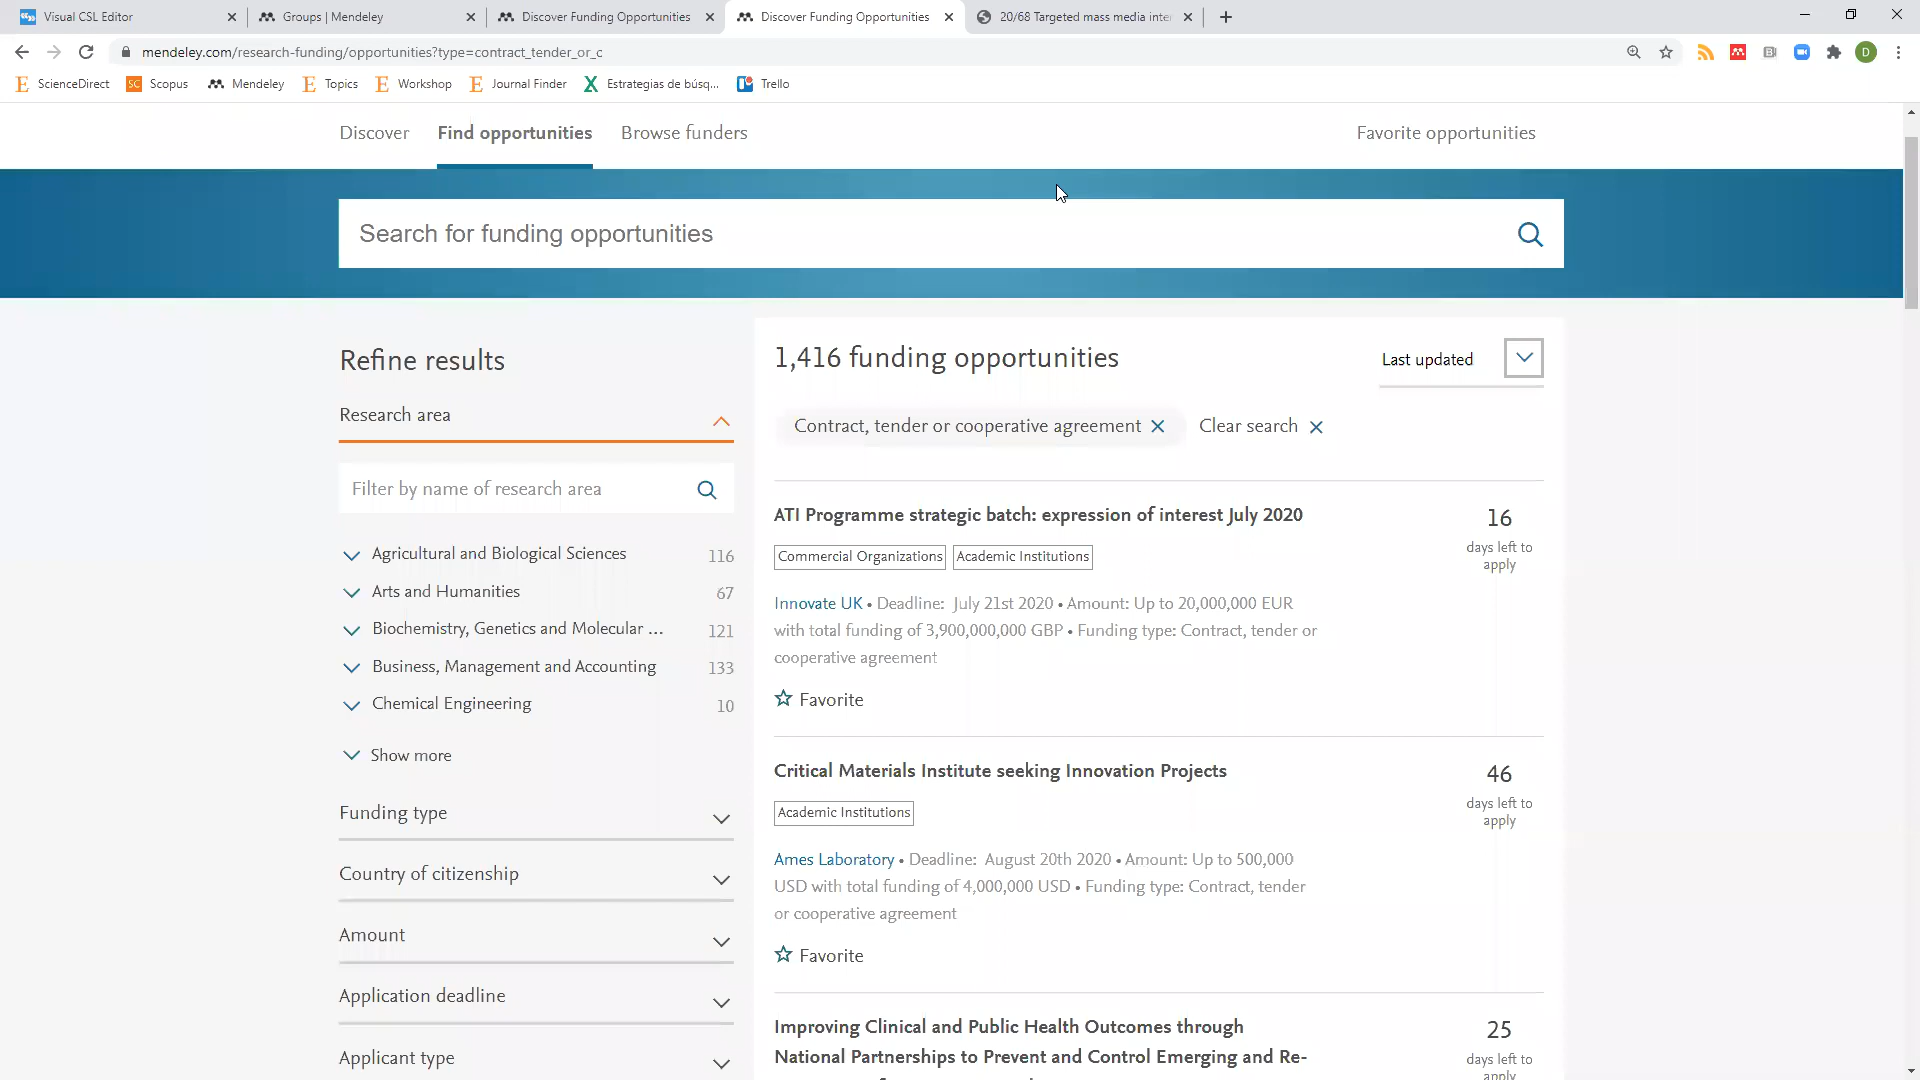 Visual CSL Editor
Groups | Mendeley
Discover Funding Opportunities
Discover Funding Opportunities
20/68 Targeted mass media inte
mendeley.com/research-funding/opportunities?type=contract_tender_or_c
D
ScienceDirect
SC Scopus
Mendeley
Topics
Workshop
Journal Finder
Estrategias de búsq...
Trello
Discover
Find opportunities
Browse funders
Favorite opportunities
Search for funding opportunities
Refine results
Research area
Filter by name of research area
Agricultural and Biological Sciences 116
Arts and Humanities 67
Biochemistry, Genetics and Molecular ... 121
Business, Management and Accounting 133
Chemical Engineering 10
Show more
Funding type
Country of citizenship
Amount
Application deadline
Applicant type
1,416 funding opportunities
Last updated
Contract, tender or cooperative agreement
Clear search
ATI Programme strategic batch: expression of interest July 2020
16
days left to
apply
Commercial Organizations
Academic Institutions
Innovate UK • Deadline: July 21st 2020 • Amount: Up to 20,000,000 EUR
with total funding of 3,900,000,000 GBP • Funding type: Contract, tender or
cooperative agreement
Favorite
Critical Materials Institute seeking Innovation Projects
46
days left to
apply
Academic Institutions
Ames Laboratory • Deadline: August 20th 2020 • Amount: Up to 500,000
USD with total funding of 4,000,000 USD • Funding type: Contract, tender
or cooperative agreement
Favorite
Improving Clinical and Public Health Outcomes through
National Partnerships to Prevent and Control Emerging and Re-
25
days left to
apply